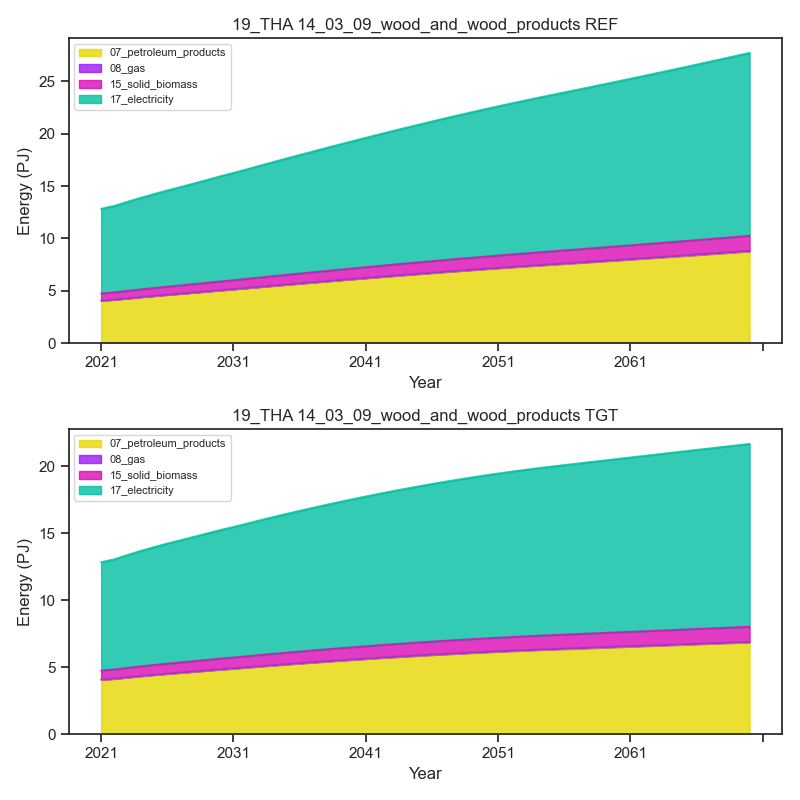 19_THA 14_03_09_wood_and_wood_products REF
07_petroleum_products
08_gas
15_solid_biomass
17_electricity
Energy (PJ)
25
20
15
10
5
0
2021 2031 2041 2051 2061
Year
19_THA 14_03_09_wood_and_wood_products TGT
07_petroleum_products
08_gas
15_solid_biomass
17_electricity
Energy (PJ)
20
15
10
5
0
2021 2031 2041 2051 2061
Year